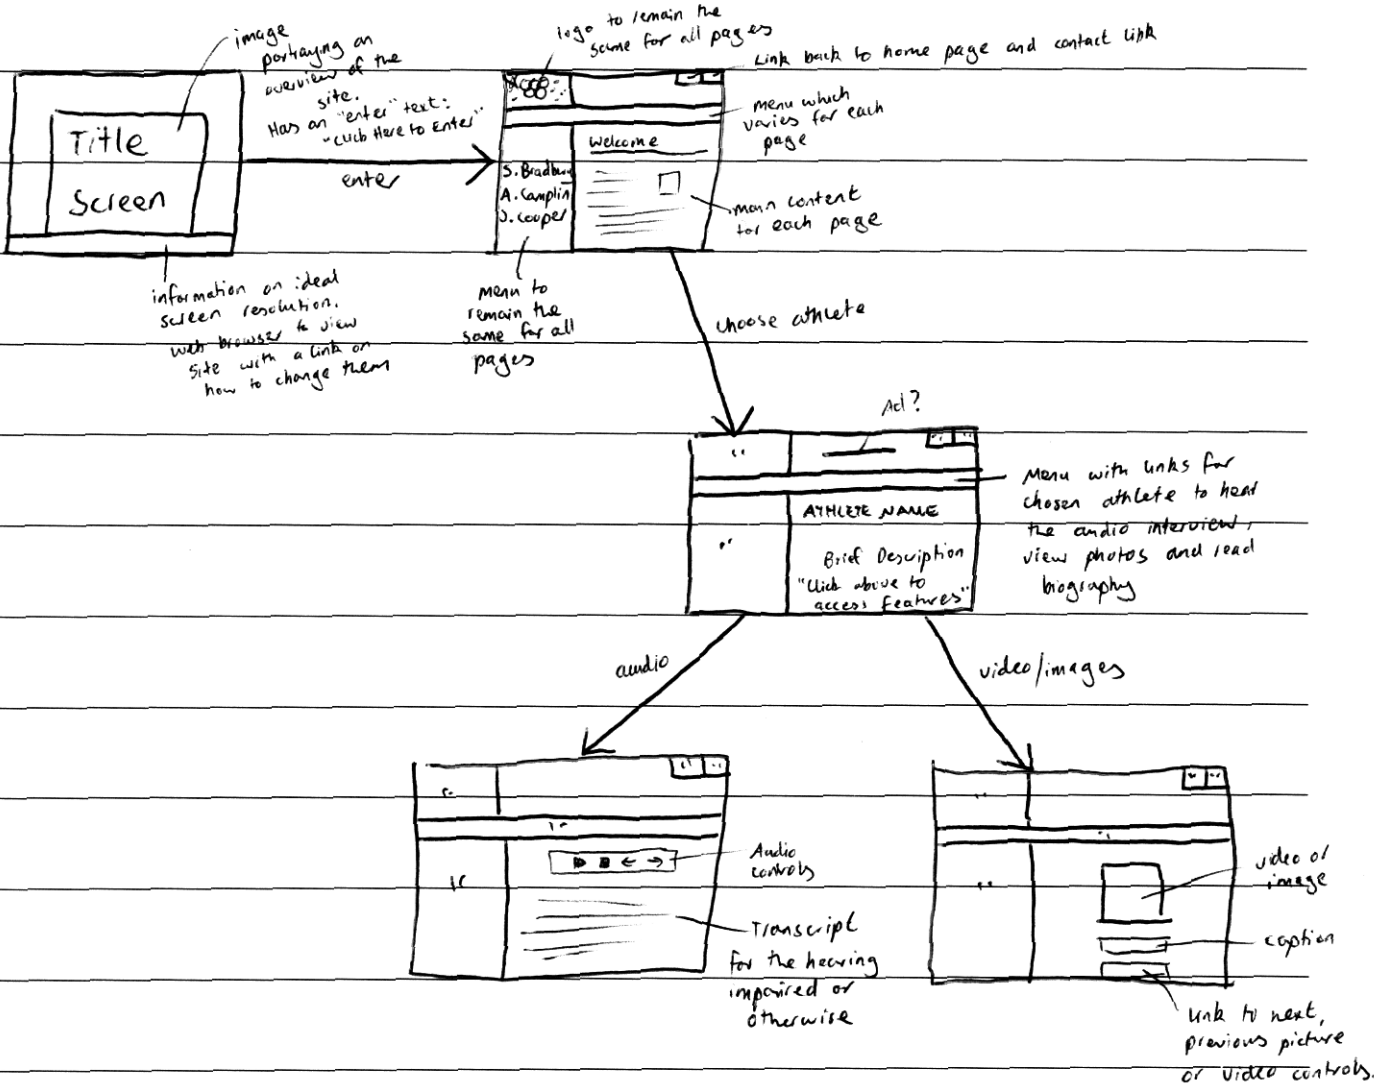 image
portraying an
overview of the
site.
Has an "enter" text:
"Click Here to Enter"
Title
Screen
enter
information on ideal
screen resolution.
web browser to view
site with a link on
how to change them
logo to remain the
same for all pages
Link back to home page and contact link
menu which
varies for each
page
Welcome
S. Bradbury
A. Camplin
J. Cooper
main content
for each page
menu to
remain the
same for all
pages
choose athlete
Ad?
ATHLETE NAME
Brief Description
"Click above to
access features"
Menu with links for
chosen athlete to hear
the audio interview,
view photos and read
biography
audio
video/images
Audio
controls
Transcript
for the hearing
impaired or
otherwise
video or
image
caption
link to next,
previous picture
or video controls.